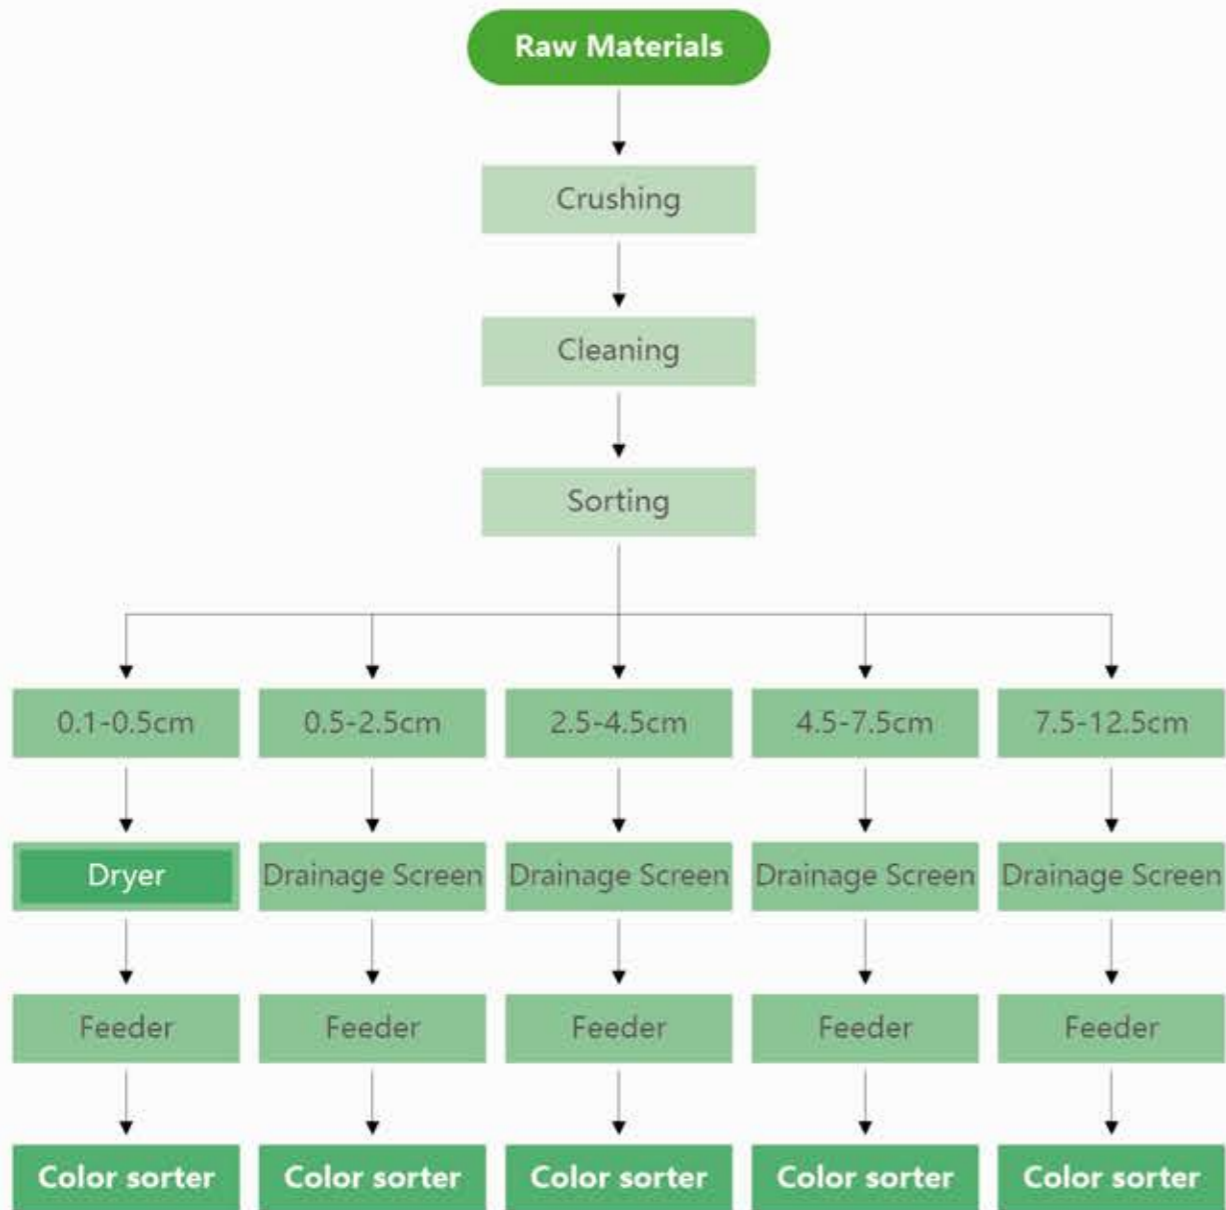 Raw Materials
Crushing
Cleaning
Sorting
0.1-0.5cm
0.5-2.5cm
2.5-4.5cm
4.5-7.5cm
7.5-12.5cm
Dryer
Drainage Screen
Drainage Screen
Drainage Screen
Drainage Screen
Feeder
Feeder
Feeder
Feeder
Feeder
Color sorter
Color sorter
Color sorter
Color sorter
Color sorter